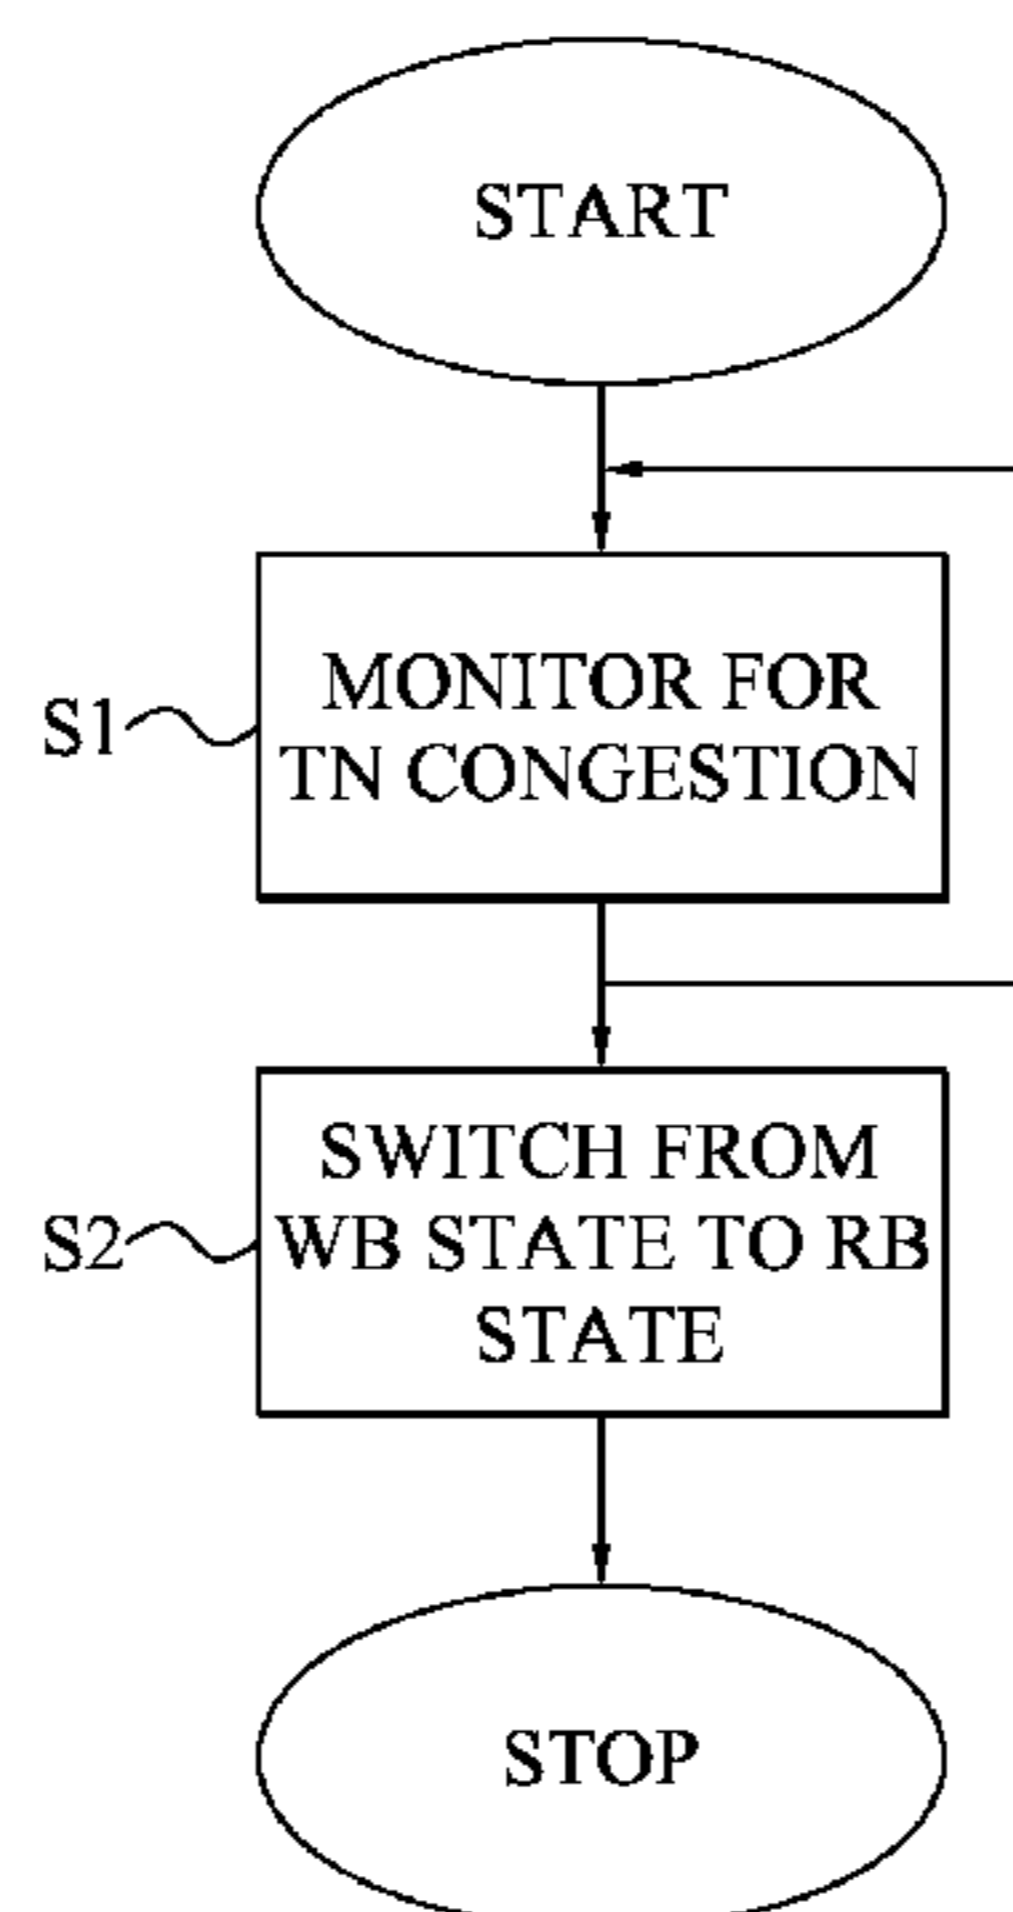 START
MONITOR FOR
TN CONGESTION
S1
SWITCH FROM
WB STATE TO RB
STATE
S2
STOP